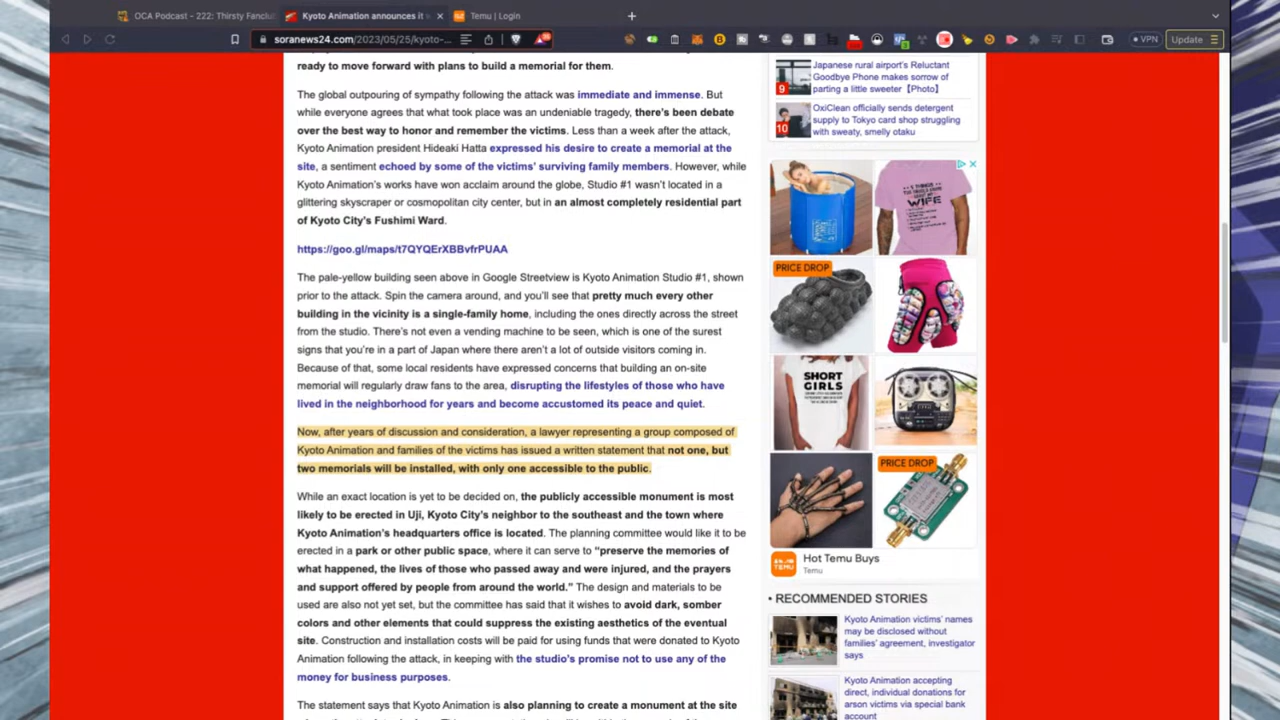 OCA Podcast - 222: Thirsty Fanclu
Kyoto Animation announces it
Temu | Login
soranews24.com/2023/05/25/kyoto-
VPN
Update
ready to move forward with plans to build a memorial for them.
The global outpouring of sympathy following the attack was immediate and immense. But
while everyone agrees that what took place was an undeniable tragedy, there's been debate
over the best way to honor and remember the victims. Less than a week after the attack,
Kyoto Animation president Hideaki Hatta expressed his desire to create a memorial at the
site, a sentiment echoed by some of the victims' surviving family members. However, while
Kyoto Animation's works have won acclaim around the globe, Studio #1 wasn't located in a
glittering skyscraper or cosmopolitan city center, but in an almost completely residential part
of Kyoto City's Fushimi Ward.
https://goo.gl/maps/t7QYQErXBBvfrPUAA
The pale-yellow building seen above in Google Streetview is Kyoto Animation Studio #1, shown
prior to the attack. Spin the camera around, and you'll see that pretty much every other
building in the vicinity is a single-family home, including the ones directly across the street
from the studio. There's not even a vending machine to be seen, which is one of the surest
signs that you're in a part of Japan where there aren't a lot of outside visitors coming in.
Because of that, some local residents have expressed concerns that building an on-site
memorial will regularly draw fans to the area, disrupting the lifestyles of those who have
lived in the neighborhood for years and become accustomed its peace and quiet.
Now, after years of discussion and consideration, a lawyer representing a group composed of
Kyoto Animation and families of the victims has issued a written statement that not one, but
two memorials will be installed, with only one accessible to the public.
While an exact location is yet to be decided on, the publicly accessible monument is most
likely to be erected in Uji, Kyoto City's neighbor to the southeast and the town where
Kyoto Animation's headquarters office is located. The planning committee would like it to be
erected in a park or other public space, where it can serve to "preserve the memories of
what happened, the lives of those who passed away and were injured, and the prayers
and support offered by people from around the world." The design and materials to be
used are also not yet set, but the committee has said that it wishes to avoid dark, somber
colors and other elements that could suppress the existing aesthetics of the eventual
site. Construction and installation costs will be paid for using funds that were donated to Kyoto
Animation following the attack, in keeping with the studio's promise not to use any of the
money for business purposes.
The statement says that Kyoto Animation is also planning to create a monument at the site
9
Japanese rural airport's Reluctant
Goodbye Phone makes sorrow of
parting a little sweeter【Photo】
10
OxiClean officially sends detergent
supply to Tokyo card shop struggling
with sweaty, smelly otaku
WIFE
PRICE DROP
SHORT
GIRLS
PRICE DROP
TEMU
Hot Temu Buys
Temu
• RECOMMENDED STORIES
Kyoto Animation victims' names
may be disclosed without
families' agreement, investigator
says
Kyoto Animation accepting
direct, individual donations for
arson victims via special bank
account